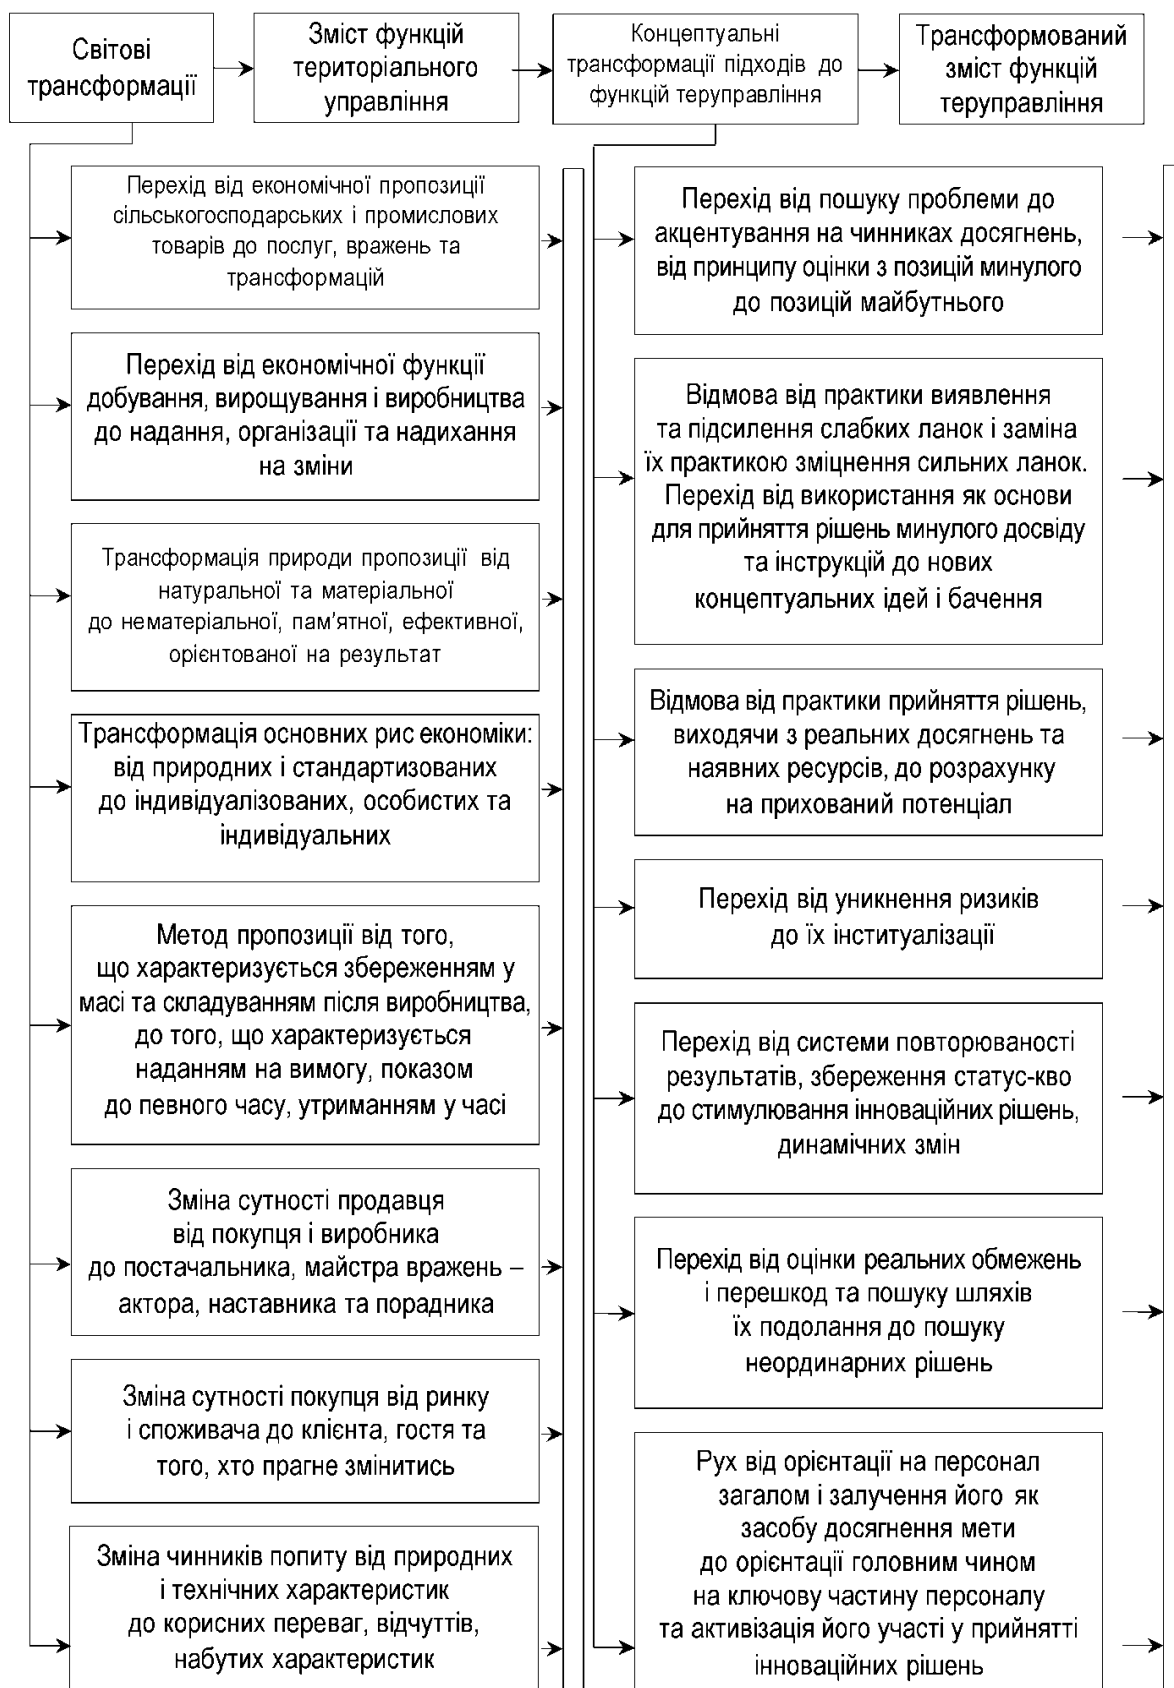 Світові
трансформації
Зміст функцій
територіального
управління
Концептуальні
трансформації підходів до
функцій теруправління
Трансформований
зміст функцій
теруправління
Перехід від економічної пропозиції
сільськогосподарських і промислових
товарів до послуг, вражень та
трансформацій
Перехід від економічної функції
добування, вирощування і виробництва
до надання, організації та надихання
на зміни
Трансформація природи пропозиції від
натуральної та матеріальної
до нематеріальної, пам'ятної, ефективної,
орієнтованої на результат
Трансформація основних рис економіки:
від природних і стандартизованих
до індивідуалізованих, особистих та
індивідуальних
Метод пропозиції від того,
що характеризується збереженням у
масі та складуванням після виробництва,
до того, що характеризується
наданням на вимогу, показом
до певного часу, утриманням у часі
Зміна сутності продавця
від покупця і виробника
до постачальника, майстра вражень –
актора, наставника та порадника
Зміна сутності покупця від ринку
і споживача до клієнта, гостя та
того, хто прагне змінитись
Зміна чинників попиту від природних
і технічних характеристик
до корисних переваг, відчуттів,
набутих характеристик
Перехід від пошуку проблеми до
акцентування на чинниках досягнень,
від принципу оцінки з позицій минулого
до позицій майбутнього
Відмова від практики виявлення
та підсилення слабких ланок і заміна
їх практикою зміцнення сильних ланок.
Перехід від використання як основи
для прийняття рішень минулого досвіду
та інструкцій до нових
концептуальних ідей і бачення
Відмова від практики прийняття рішень,
виходячи з реальних досягнень та
наявних ресурсів, до розрахунку
на прихований потенціал
Перехід від уникнення ризиків
до їх інституалізації
Перехід від системи повторюваності
результатів, збереження статус-кво
до стимулювання інноваційних рішень,
динамічних змін
Перехід від оцінки реальних обмежень
і перешкод та пошуку шляхів
їх подолання до пошуку
неординарних рішень
Рух від орієнтації на персонал
загалом і залучення його як
засобу досягнення мети
до орієнтації головним чином
на ключову частину персоналу
та активізація його участі у прийнятті
інноваційних рішень